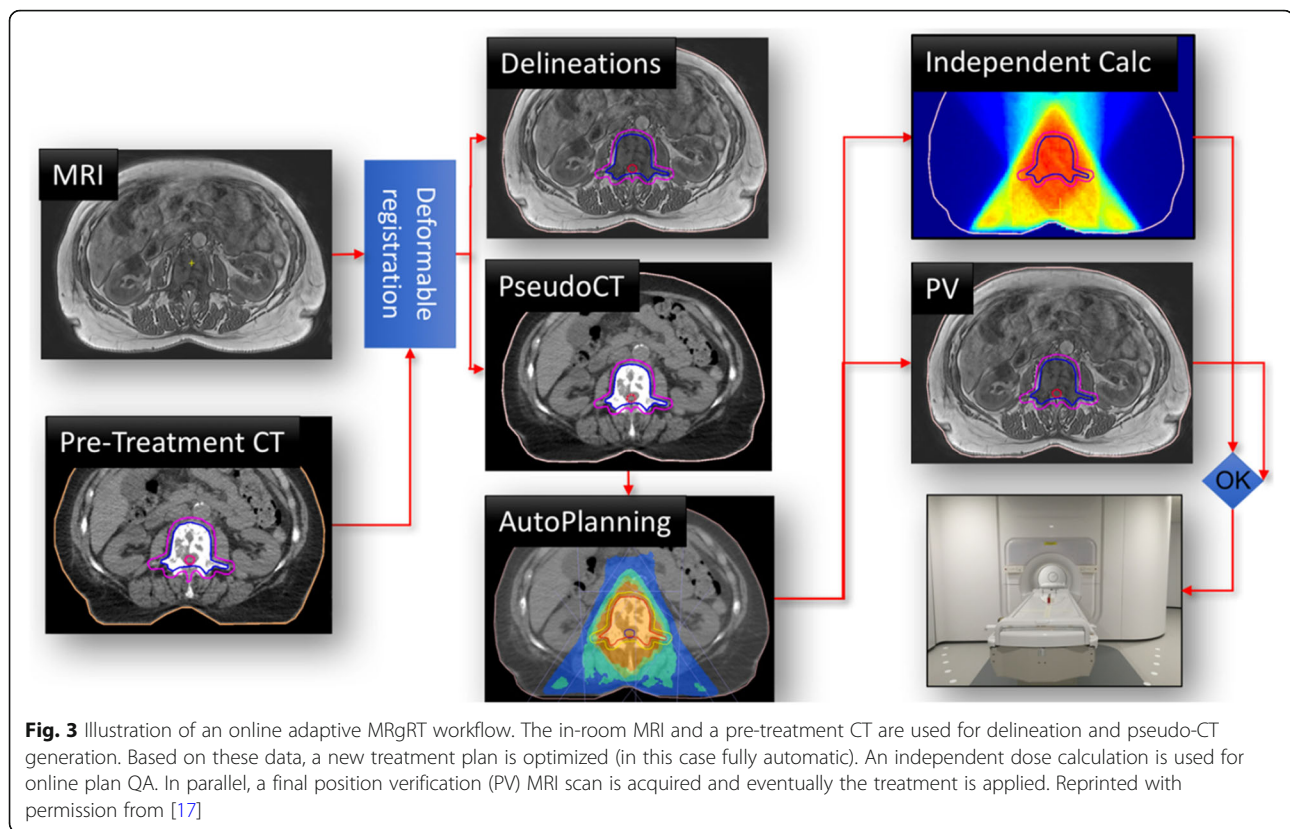 MRI
Pre-Treatment CT
Deformable
registration
Delineations
PseudoCT
AutoPlanning
Independent Calc
PV
OK
Fig. 3 Illustration of an online adaptive MRgRT workflow. The in-room MRI and a pre-treatment CT are used for delineation and pseudo-CT
generation. Based on these data, a new treatment plan is optimized (in this case fully automatic). An independent dose calculation is used for
online plan QA. In parallel, a final position verification (PV) MRI scan is acquired and eventually the treatment is applied. Reprinted with
permission from [17]